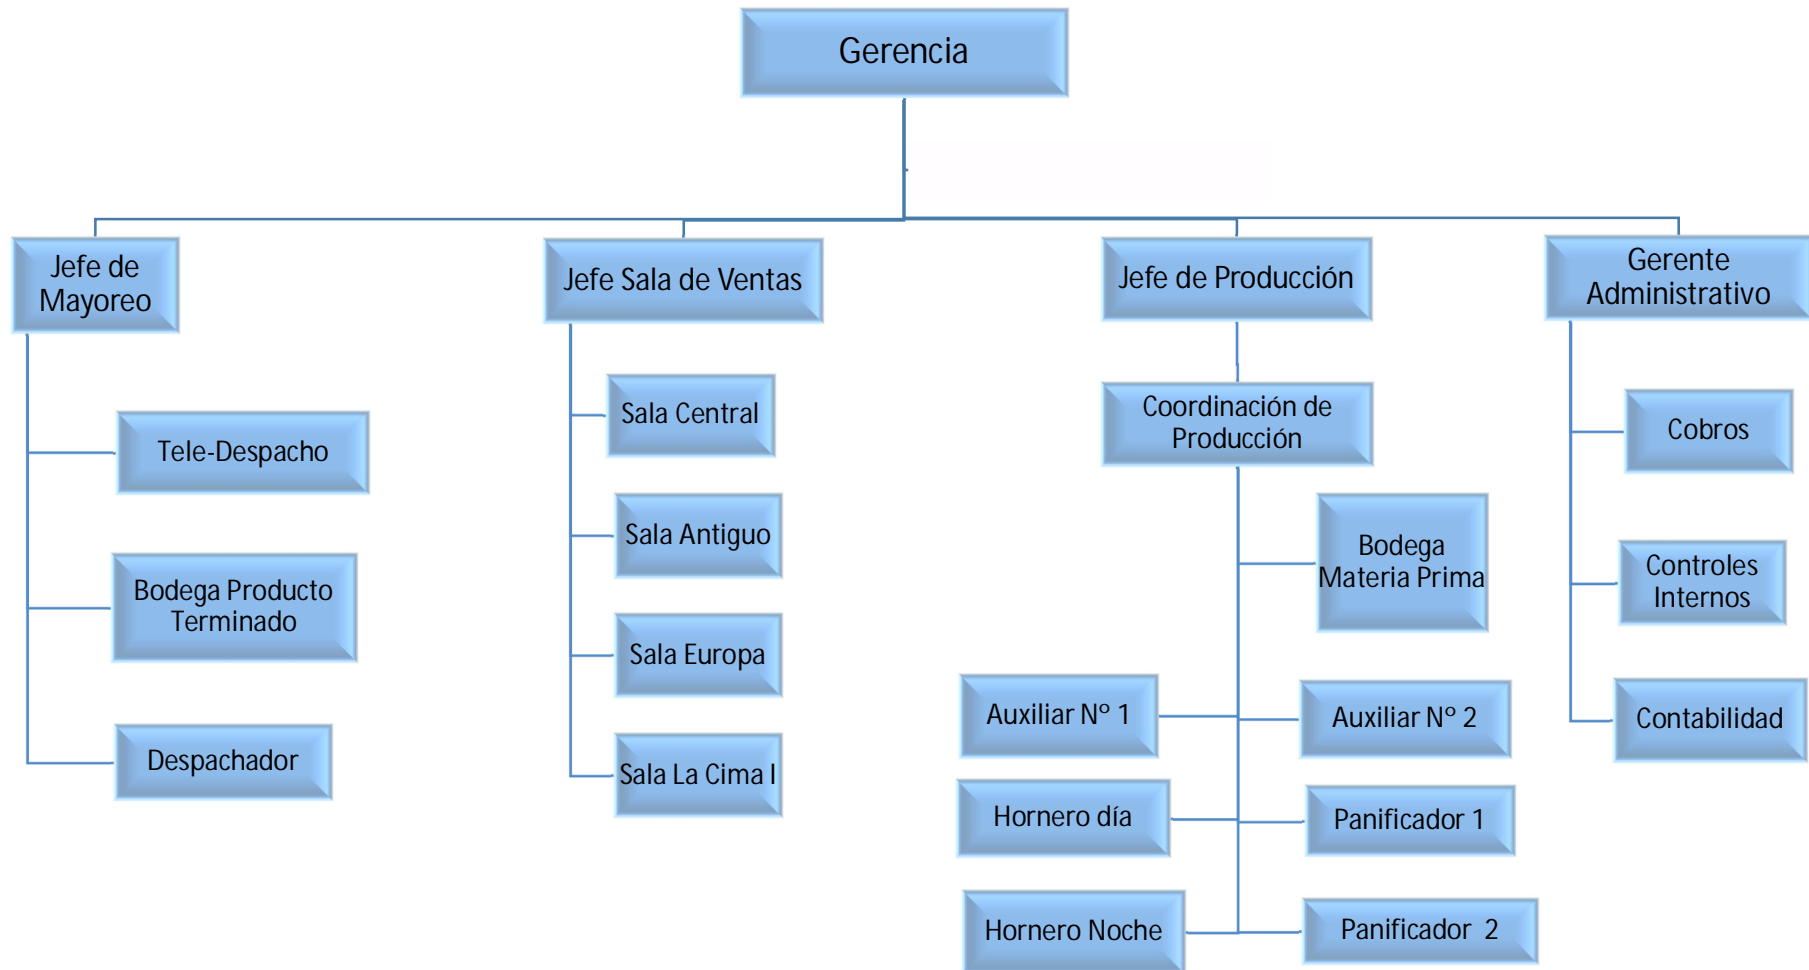 Gerencia
Jefe de
Mayoreo
Jefe Sala de Ventas
Jefe de Producción
Gerente
Administrativo
Tele-Despacho
Bodega Producto
Terminado
Despachador
Sala Central
Sala Antiguo
Sala Europa
Sala La Cima I
Coordinación de
Producción
Bodega
Materia Prima
Auxiliar N° 1
Auxiliar N° 2
Hornero día
Panificador 1
Hornero Noche
Panificador 2
Cobros
Controles
Internos
Contabilidad